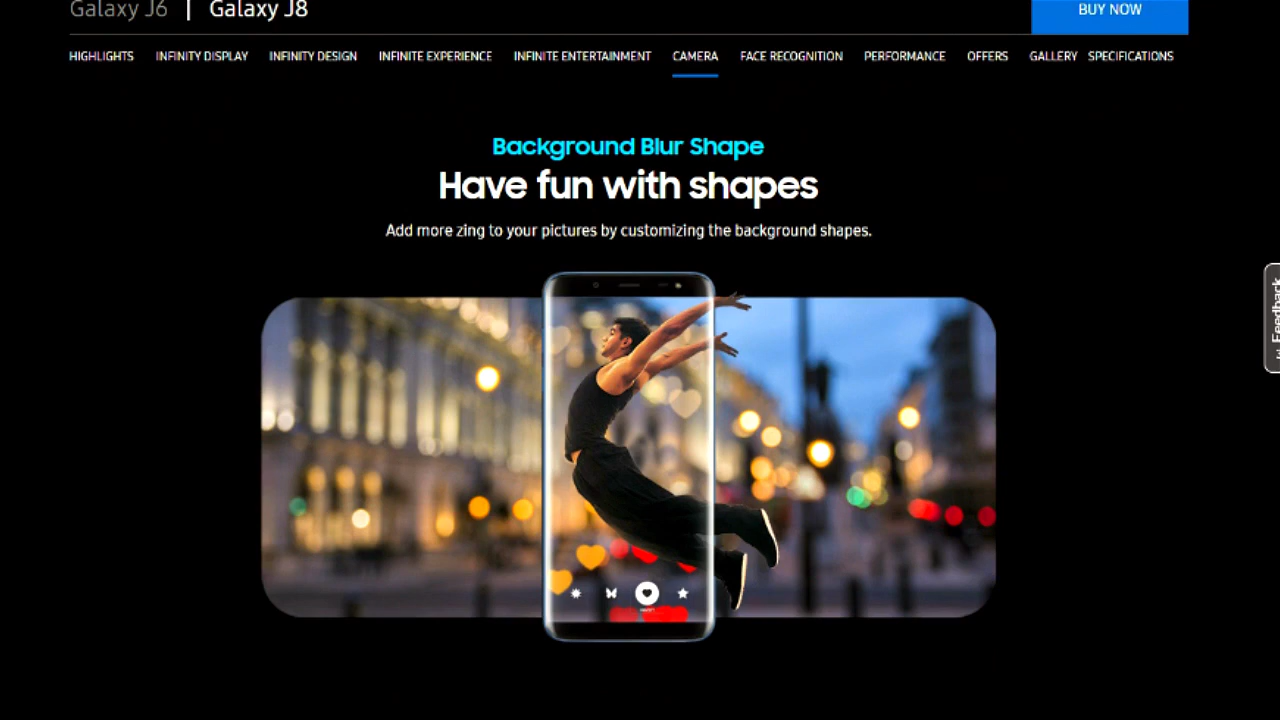 Galaxy J6 | Galaxy J8
BUY NOW
HIGHLIGHTS INFINITY DISPLAY INFINITY DESIGN INFINITE EXPERIENCE INFINITE ENTERTAINMENT CAMERA FACE RECOGNITION PERFORMANCE OFFERS GALLERY SPECIFICATIONS
Background Blur Shape
Have fun with shapes
Add more zing to your pictures by customizing the background shapes.
Feedback